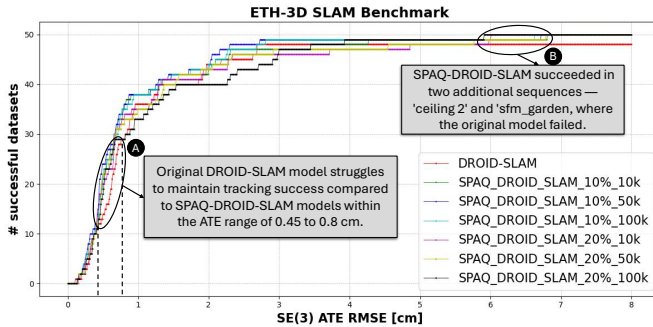 ETH-3D SLAM Benchmark
# successful datasets
50
40
30
20
10
0
A
Original DROID-SLAM model struggles
to maintain tracking success compared
to SPAQ-DROID-SLAM models within
the ATE range of 0.45 to 0.8 cm.
B
SPAQ-DROID-SLAM succeeded in
two additional sequences —
'ceiling 2' and 'sfm_garden, where
the original model failed.
DROID-SLAM
SPAQ_DROID_SLAM_10%_10k
SPAQ_DROID_SLAM_10%_50k
SPAQ_DROID_SLAM_10%_100k
SPAQ_DROID_SLAM_20%_10k
SPAQ_DROID_SLAM_20%_50k
SPAQ_DROID_SLAM_20%_100k
0 1 2 3 4 5 6 7 8
SE(3) ATE RMSE [cm]